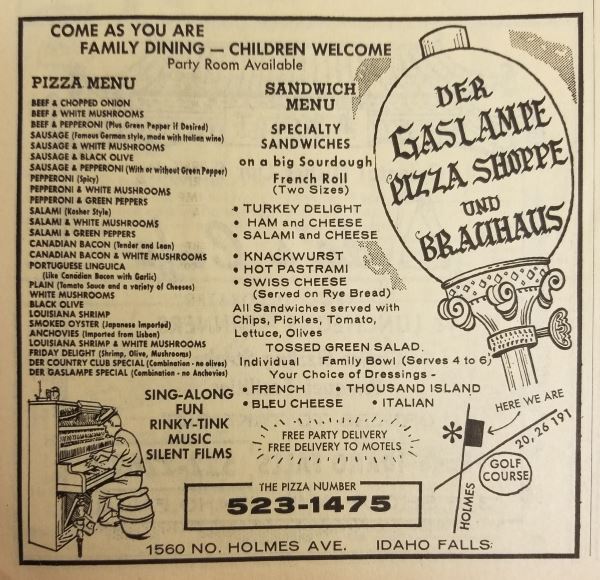 COME AS YOU ARE
FAMILY DINING — CHILDREN WELCOME
Party Room Available
PIZZA MENU
BEEF & CHOPPED ONION
BEEF & WHITE MUSHROOMS
BEEF & PEPPERONI (Plus Green Pepper if Desired)
SAUSAGE (Famous German style, made with Italian wine)
SAUSAGE & WHITE MUSHROOMS
SAUSAGE & BLACK OLIVE
SAUSAGE & PEPPERONI (With or without Green Pepper)
PEPPERONI (Spicy)
PEPPERONI & WHITE MUSHROOMS
PEPPERONI & GREEN PEPPERS
SALAMI (Kosher Style)
SALAMI & WHITE MUSHROOMS
SALAMI & GREEN PEPPERS
CANADIAN BACON (Tender and Lean)
CANADIAN BACON & WHITE MUSHROOMS
PORTUGUESE LINGUICA
(Like Canadian Bacon with Garlic)
PLAIN (Tomato Sauce and a variety of Cheeses)
WHITE MUSHROOMS
BLACK OLIVE
LOUISIANA SHRIMP
SMOKED OYSTER (Japanese Imported)
ANCHOVIES (Imported from Lisbon)
LOUISIANA SHRIMP & WHITE MUSHROOMS
FRIDAY DELIGHT (Shrimp, Olive, Mushrooms)
DER COUNTRY CLUB SPECIAL (Combination - no olives)
DER GASLAMPE SPECIAL (Combination - no Anchovies)
SANDWICH
MENU
SPECIALTY
SANDWICHES
on a big Sourdough
French Roll
(Two Sizes)
• TURKEY DELIGHT
• HAM and CHEESE
• SALAMI and CHEESE
• KNACKWURST
• HOT PASTRAMI
• SWISS CHEESE
(Served on Rye Bread)
All Sandwiches served with
Chips, Pickles, Tomato,
Lettuce, Olives
TOSSED GREEN SALAD
Individual Family Bowl (Serves 4 to 6)
Your Choice of Dressings -
• FRENCH • THOUSAND ISLAND
• BLEU CHEESE • ITALIAN
DER
GASLAMPE
PIZZA SHOPPE
UND
BRAUHAUS
SING-ALONG
FUN
RINKY-TINK
MUSIC
SILENT FILMS
FREE PARTY DELIVERY
FREE DELIVERY TO MOTELS
HERE WE ARE
20, 26 191
GOLF
COURSE
HOLMES
THE PIZZA NUMBER
523-1475
1560 NO. HOLMES AVE. IDAHO FALLS